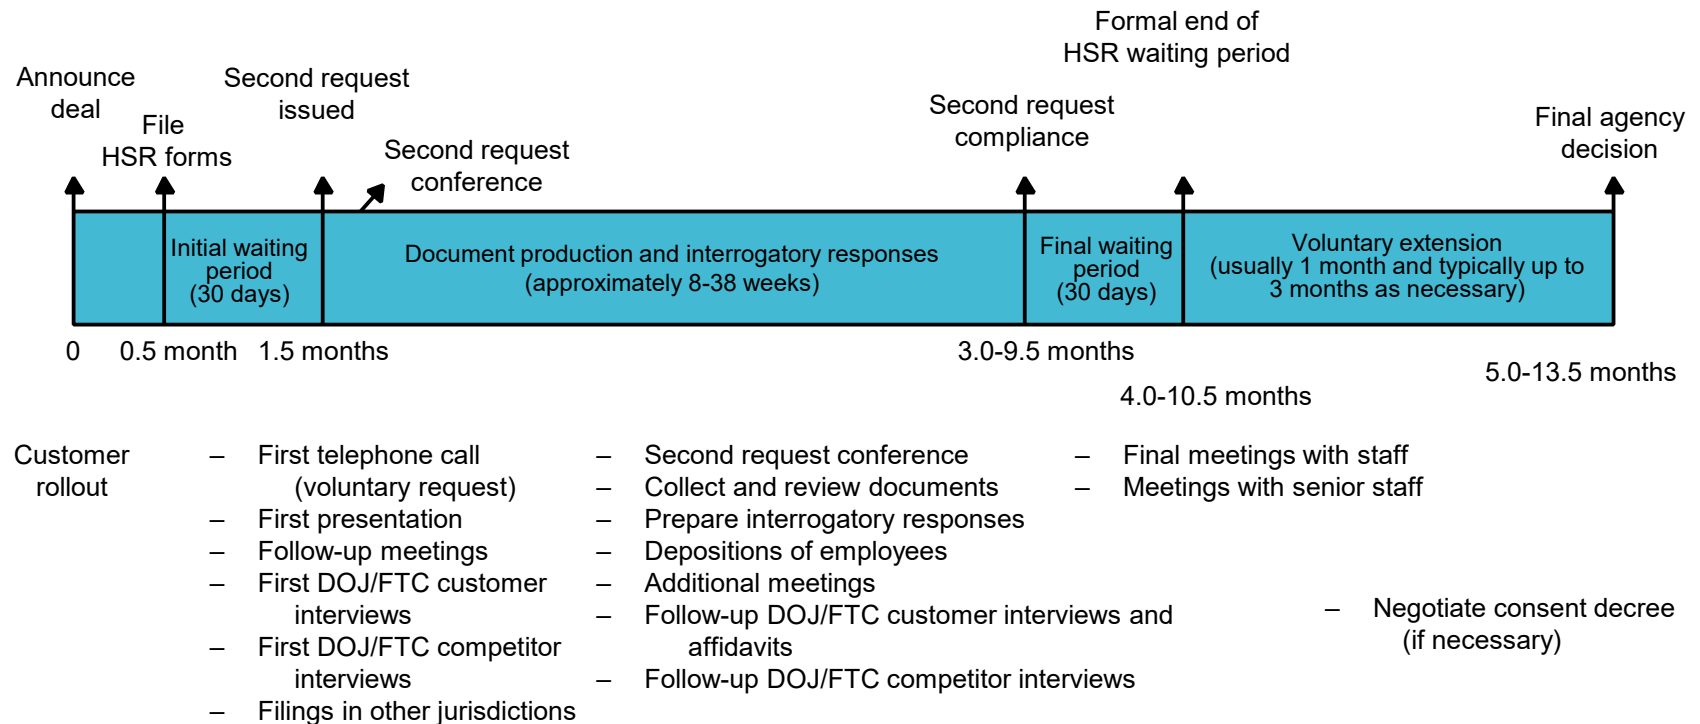 Formal end of
HSR waiting period
Announce
deal
Second request
issued
Second request
compliance
Final agency
decision
File
HSR forms
Second request
conference
Initial waiting
period
(30 days)
Document production and interrogatory responses
(approximately 8-38 weeks)
Final waiting
period
(30 days)
Voluntary extension
(usually 1 month and typically up to
3 months as necessary)
0
0.5 month
1.5 months
3.0-9.5 months
4.0-10.5 months
5.0-13.5 months
Customer
rollout
– First telephone call
(voluntary request)
– First presentation
– Follow-up meetings
– First DOJ/FTC customer
interviews
– First DOJ/FTC competitor
interviews
– Filings in other jurisdictions
– Second request conference
– Collect and review documents
– Prepare interrogatory responses
– Depositions of employees
– Additional meetings
– Follow-up DOJ/FTC customer interviews and
affidavits
– Follow-up DOJ/FTC competitor interviews
– Final meetings with staff
– Meetings with senior staff
– Negotiate consent decree
(if necessary)